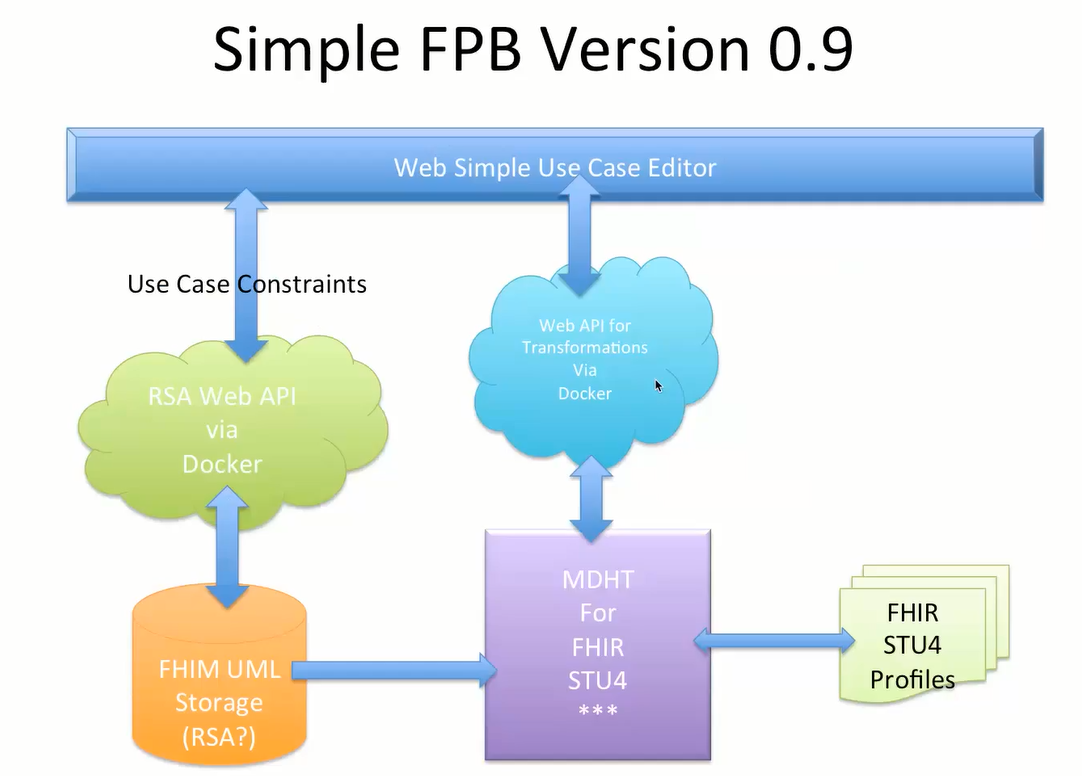 Simple FPB Version 0.9
Web Simple Use Case Editor
Use Case Constraints
RSA Web API
via
Docker
Web API for
Transformations
Via
Docker
FHIM UML
Storage
(RSA?)
MDHT
For
FHIR
STU4
***
FHIR
STU4
Profiles